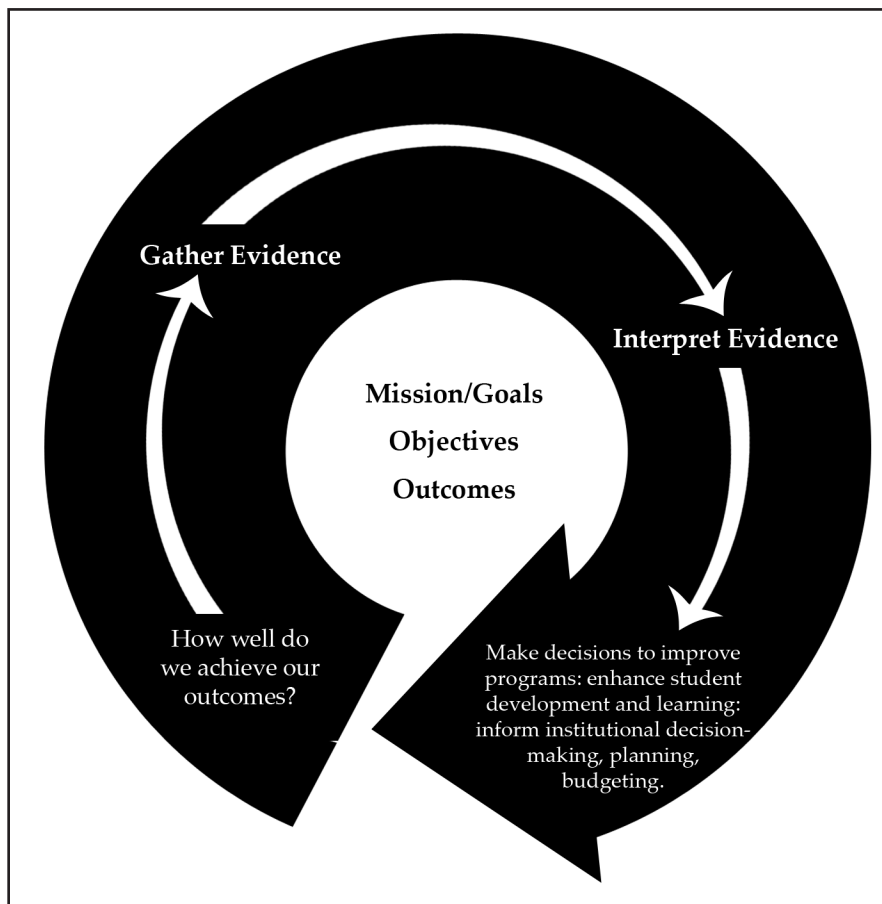 Gather Evidence
Interpret Evidence
Mission/Goals
Objectives
Outcomes
How well do
we achieve our
outcomes?
Make decisions to improve
programs: enhance student
development and learning:
inform institutional decision-
making, planning,
budgeting.